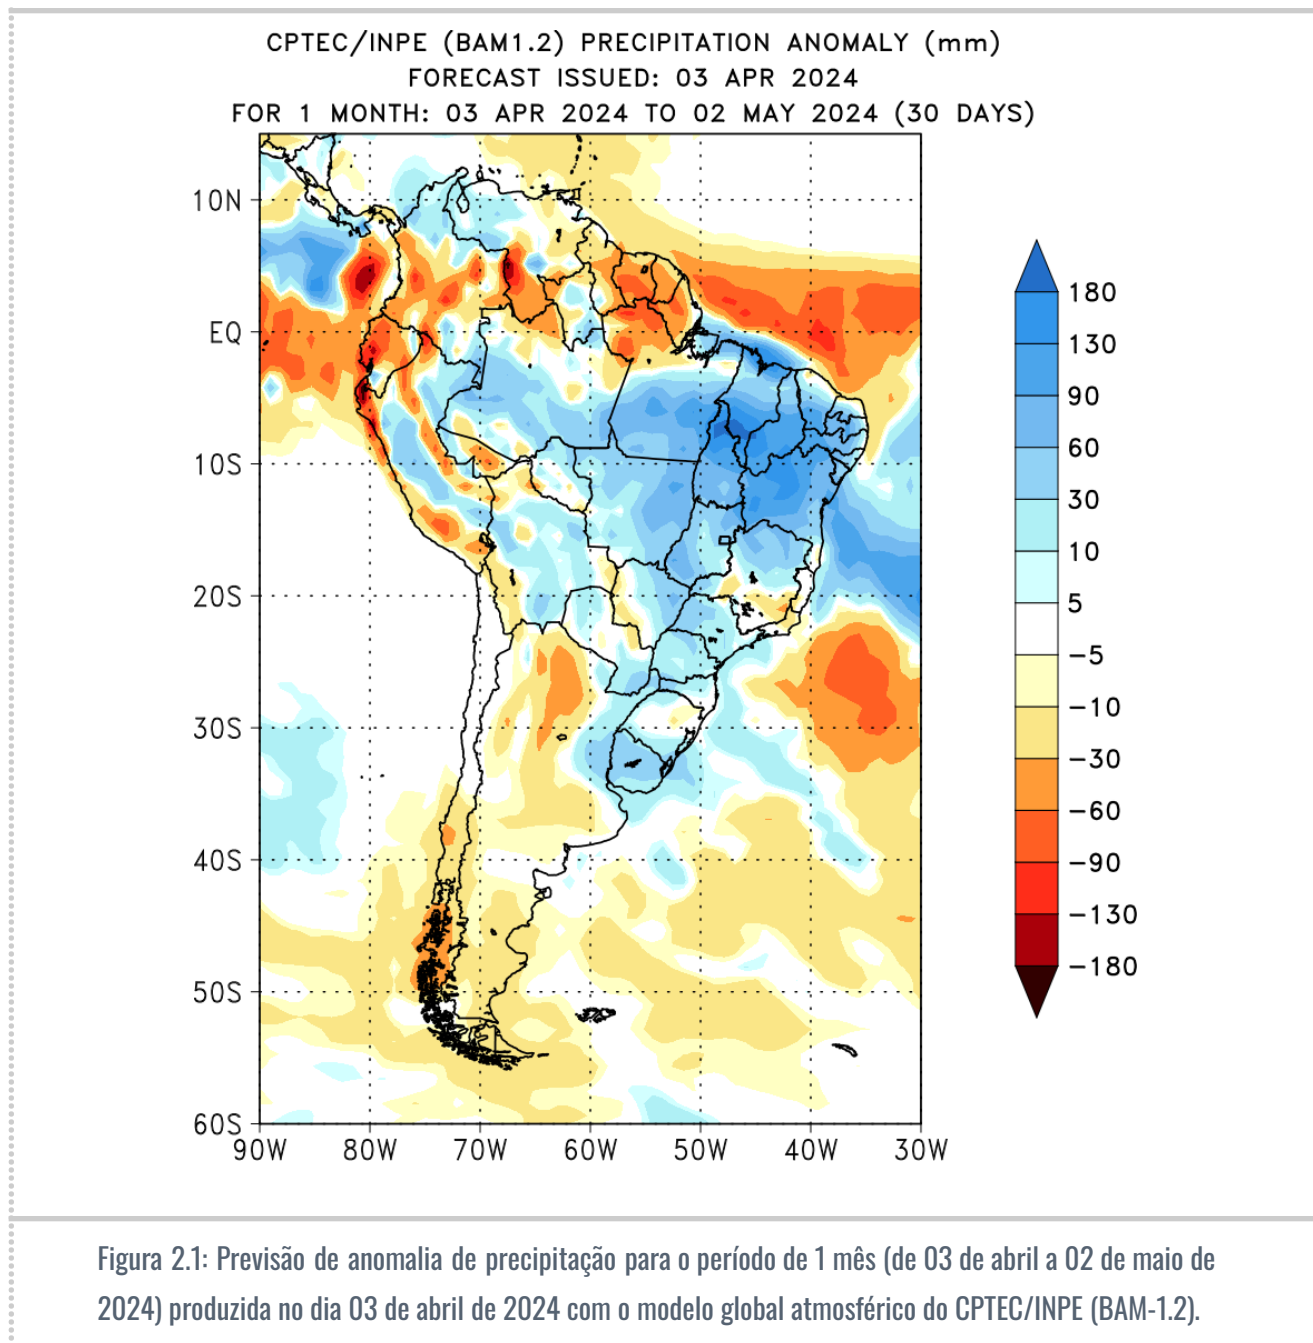 CPTEC/INPE (BAM1.2) PRECIPITATION ANOMALY (mm)
FORECAST ISSUED: 03 APR 2024
FOR 1 MONTH: 03 APR 2024 TO 02 MAY 2024 (30 DAYS)
10N
EQ
10S
20S
30S
40S
50S
60S
90W 80W 70W 60W 50W 40W 30W
180
130
90
60
30
10
5
−5
−10
−30
−60
−90
−130
−180
Figura 2.1: Previsão de anomalia de precipitação para o período de 1 mês (de 03 de abril a 02 de maio de
2024) produzida no dia 03 de abril de 2024 com o modelo global atmosférico do CPTEC/INPE (BAM-1.2).